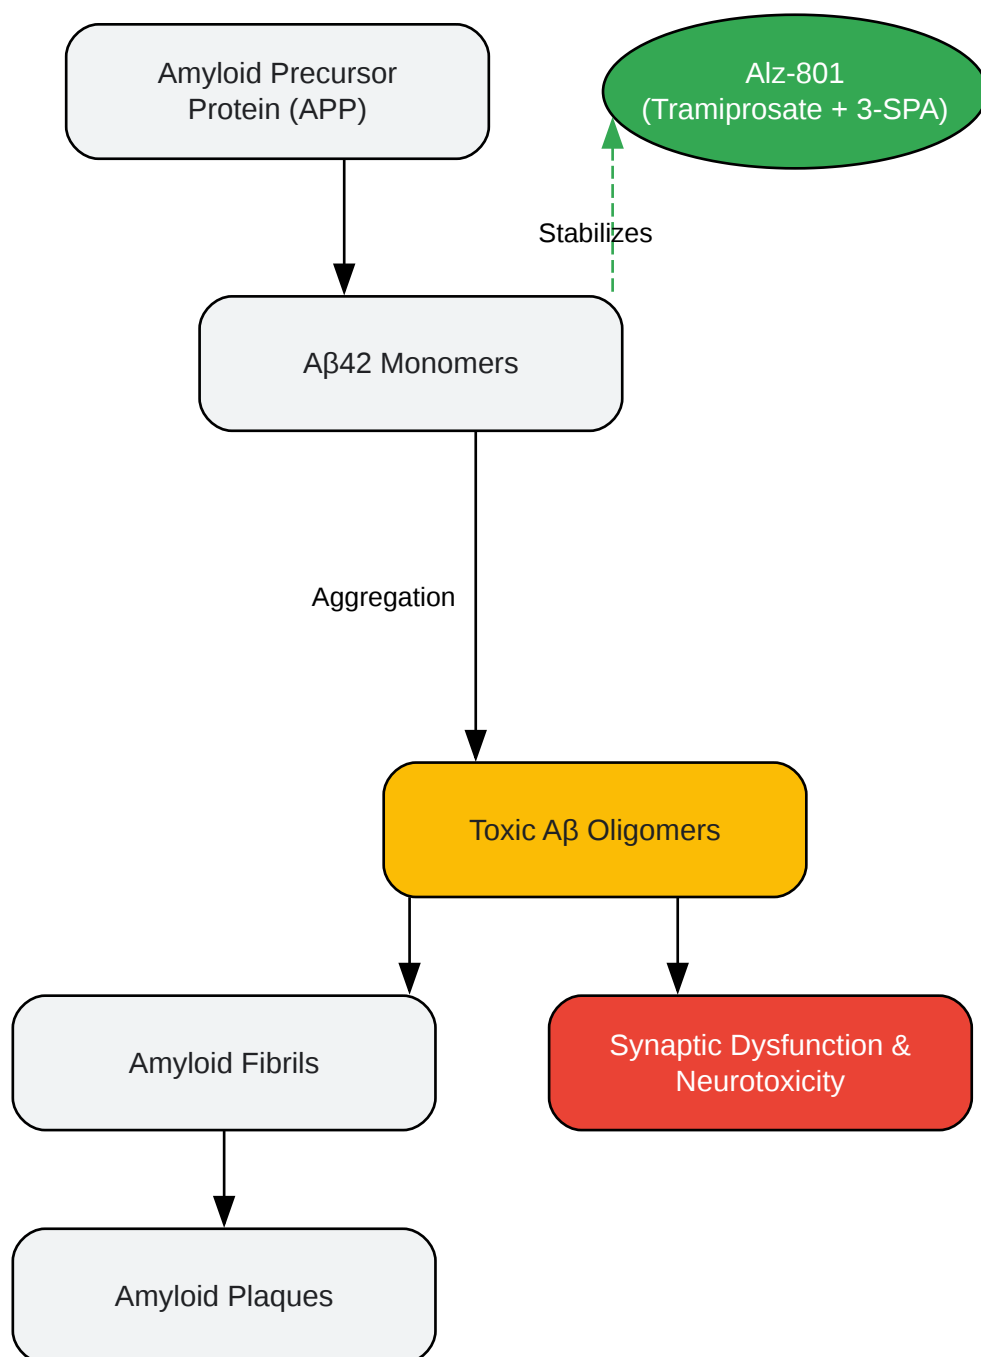 Amyloid Precursor
Protein (APP)
Alz-801
(Tramiprosate + 3-SPA)
Stabilizes
Aβ42 Monomers
Aggregation
Toxic Aβ Oligomers
Amyloid Fibrils
Synaptic Dysfunction &
Neurotoxicity
Amyloid Plaques